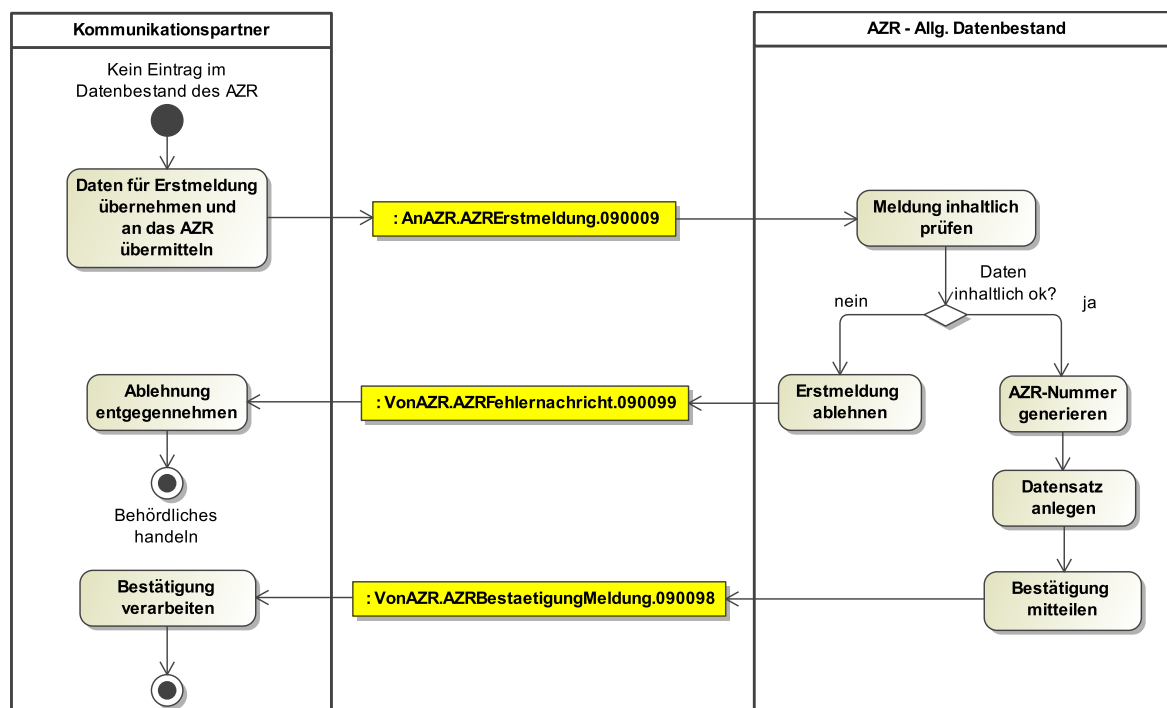 Kommunikationspartner
AZR - Allg. Datenbestand
Kein Eintrag im
Datenbestand des AZR
Daten für Erstmeldung
übernehmen und
an das AZR
übermitteln
: AnAZR.AZRErstmeldung.090009
Meldung inhaltlich
prüfen
Daten
inhaltlich ok?
nein
ja
Ablehnung
entgegennehmen
: VonAZR.AZRFehlernachricht.090099
Erstmeldung
ablehnen
AZR-Nummer
generieren
Datensatz
anlegen
Behördliches
handeln
Bestätigung
verarbeiten
: VonAZR.AZRBestaetigungMeldung.090098
Bestätigung
mitteilen